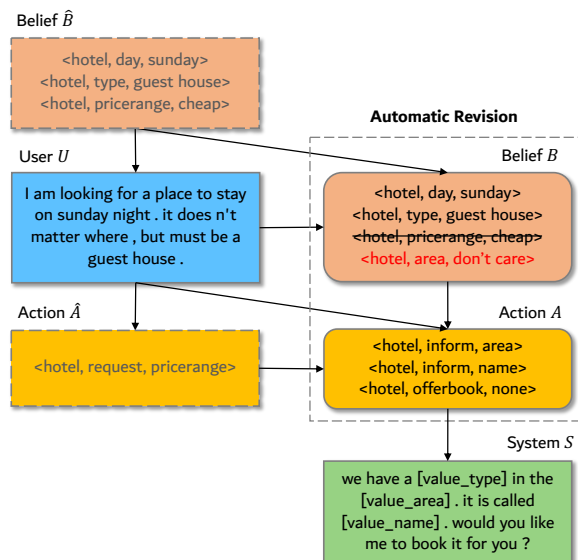 Belief B̂
<hotel, day, sunday>
<hotel, type, guest house>
<hotel, pricerange, cheap>
User U
I am looking for a place to stay
on sunday night . it does n't
matter where , but must be a
guest house .
Action Â
<hotel, request, pricerange>
Automatic Revision
Belief B
<hotel, day, sunday>
<hotel, type, guest house>
<hotel, pricerange, cheap>
<hotel, area, don't care>
Action A
<hotel, inform, area>
<hotel, inform, name>
<hotel, offerbook, none>
System S
we have a [value_type] in the
[value_area] . it is called
[value_name] . would you like
me to book it for you ?